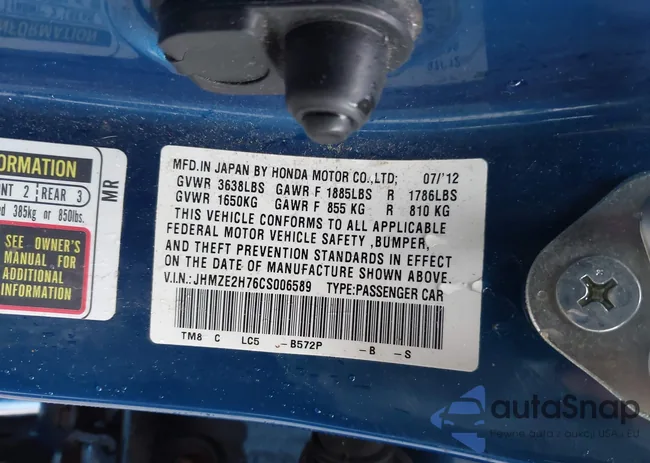 ORMATION
NT 2 REAR 3
d 385kg or 850lbs.
SEE OWNER'S
MANUAL FOR
ADDITIONAL
INFORMATION
MR
MFD.IN JAPAN BY HONDA MOTOR CO.,LTD; 07/'12
GVWR 3638LBS GAWR F 1885LBS R 1786LBS
GVWR 1650KG GAWR F 855 KG R 810 KG
THIS VEHICLE CONFORMS TO ALL APPLICABLE
FEDERAL MOTOR VEHICLE SAFETY ,BUMPER,
AND THEFT PREVENTION STANDARDS IN EFFECT
ON THE DATE OF MANUFACTURE SHOWN ABOVE.
V.I.N.:JHMZE2H76CS006589 TYPE:PASSENGER CAR
TM8 C LC5 -B572P -B -S
autaSnap